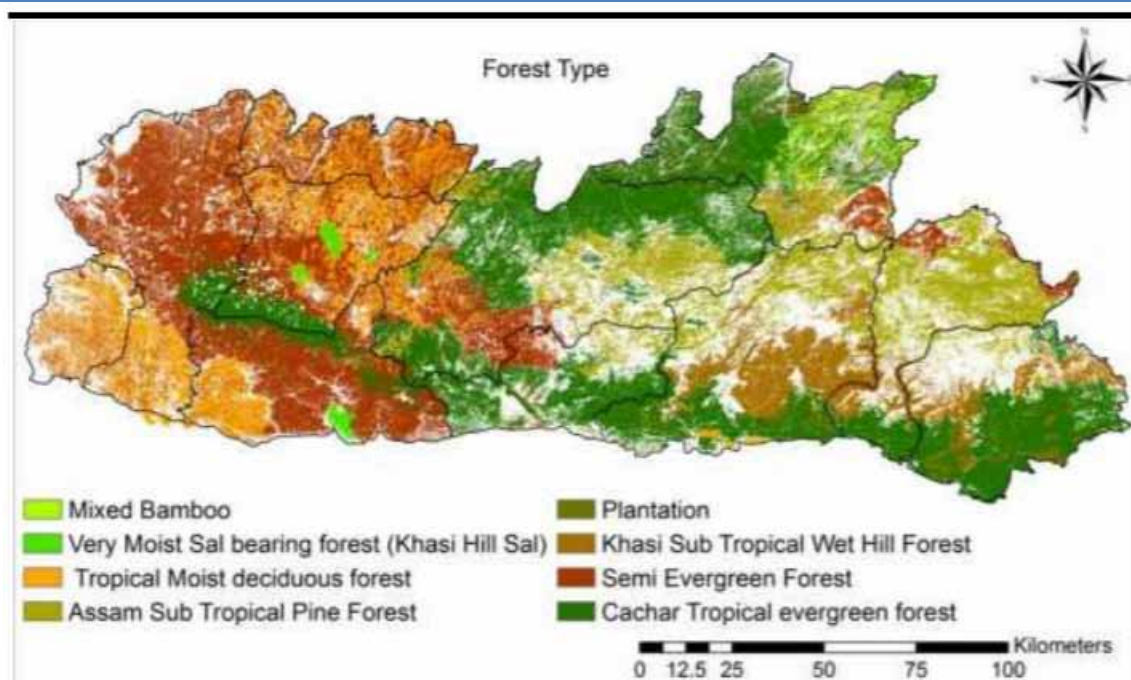 Forest Type
N
Mixed Bamboo
Very Moist Sal bearing forest (Khasi Hill Sal)
Tropical Moist deciduous forest
Assam Sub Tropical Pine Forest
Plantation
Khasi Sub Tropical Wet Hill Forest
Semi Evergreen Forest
Cachar Tropical evergreen forest
Kilometers
0 12.5 25 50 75 100